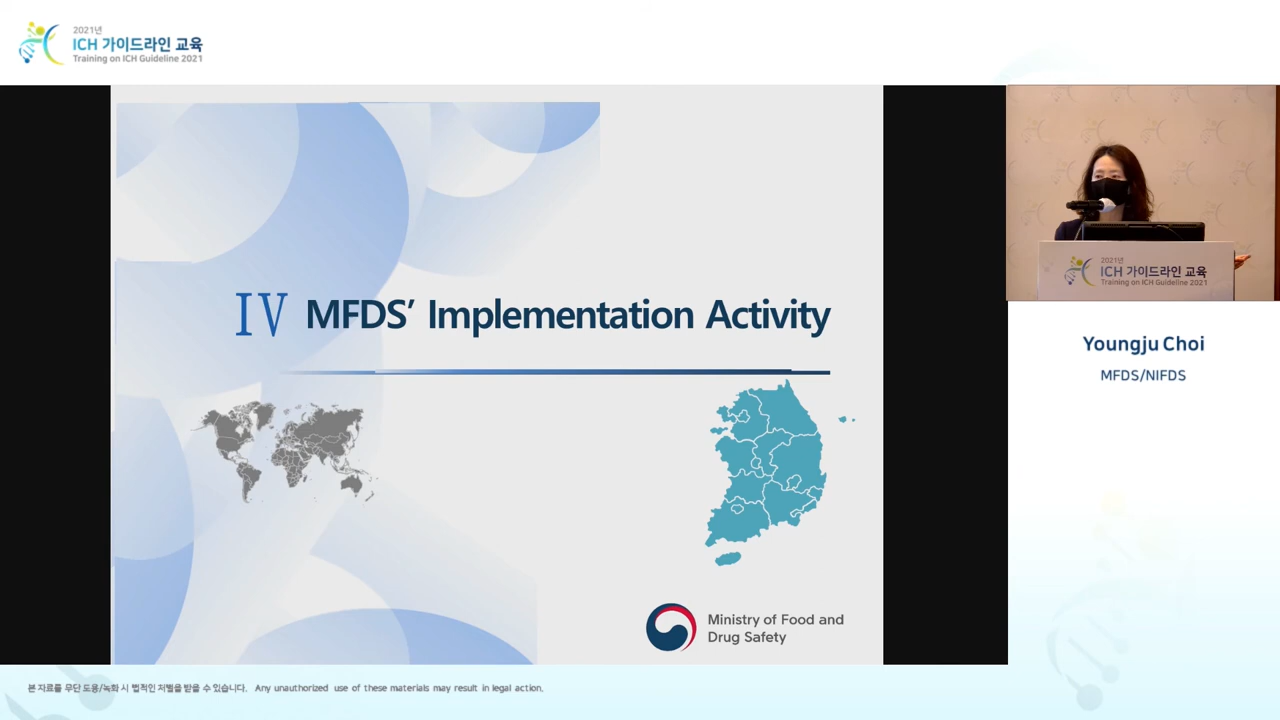 2021년
ICH 가이드라인 교육
Training on ICH Guideline 2021
IV MFDS’ Implementation Activity
Ministry of Food and
Drug Safety
2021년
ICH 가이드라인 교육
Training on ICH Guideline 2021
Youngju Choi
MFDS/NIFDS
본 자료를 무단 도용/녹화 시 법적인 처벌을 받을 수 있습니다. Any unauthorized use of these materials may result in legal action.